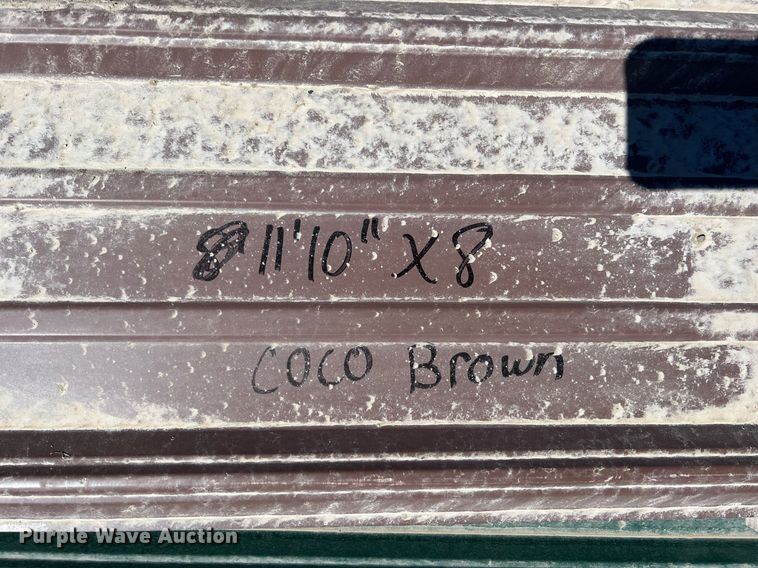 11'10" X 8
COCO Brown
Purple Wave Auction